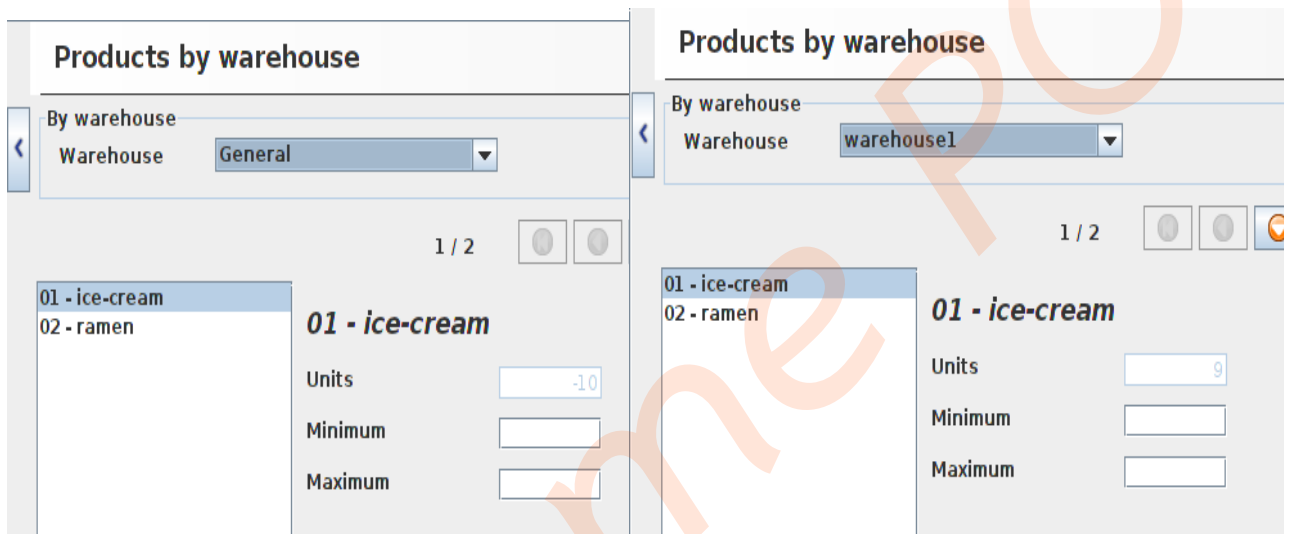 Products by warehouse
By warehouse
Warehouse General
1 / 2
01 - ice-cream
02 - ramen
01 - ice-cream
Units -10
Minimum
Maximum
Products by warehouse
By warehouse
Warehouse warehouse1
1 / 2
01 - ice-cream
02 - ramen
01 - ice-cream
Units 9
Minimum
Maximum
me PO